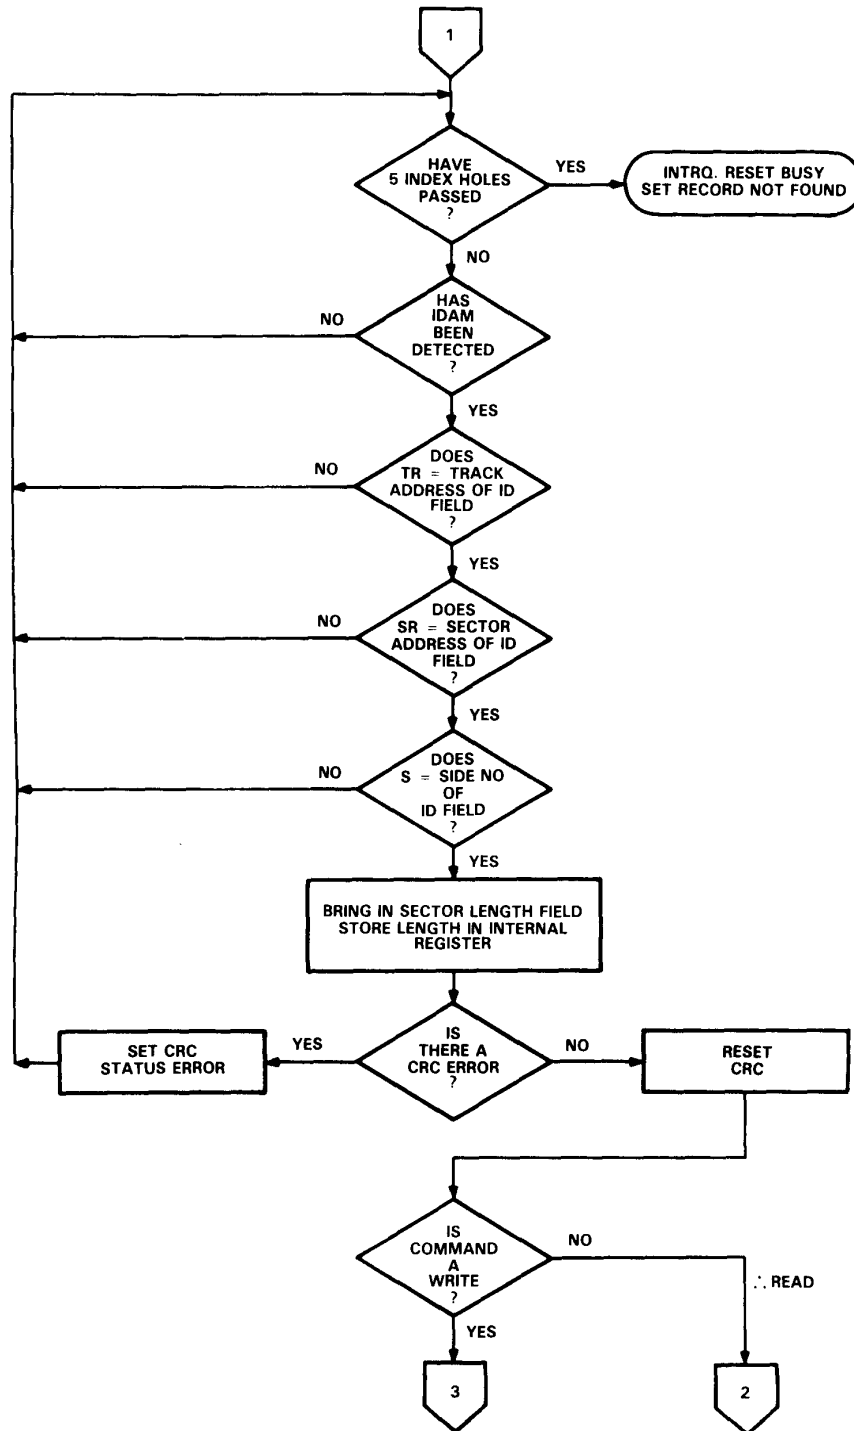 1
HAVE
5 INDEX HOLES
PASSED
?
YES
INTRQ. RESET BUSY
SET RECORD NOT FOUND
NO
HAS
IDAM
BEEN
DETECTED
?
NO
YES
DOES
TR = TRACK
ADDRESS OF ID
FIELD
?
NO
YES
DOES
SR = SECTOR
ADDRESS OF ID
FIELD
?
NO
YES
DOES
S = SIDE NO
OF
ID FIELD
?
NO
YES
BRING IN SECTOR LENGTH FIELD
STORE LENGTH IN INTERNAL
REGISTER
SET CRC
STATUS ERROR
YES
IS
THERE A
CRC ERROR
?
NO
RESET
CRC
IS
COMMAND
A
WRITE
?
NO
∴ READ
YES
3
2